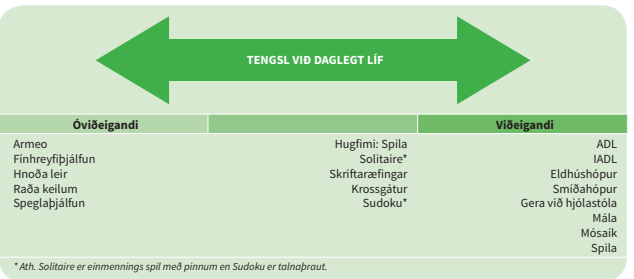 TENGSL VIÐ DAGLEGT LÍF
Óviðeigandi
Armeo
Fínhreyfiþjálfun
Hnoða leir
Raða keilum
Speglaþjálfun
Hugfimi: Spila
Solitaire*
Skriftaræfingar
Krossgátur
Sudoku*
Viðeigandi
ADL
IADL
Eldhúshópur
Smíðahópur
Gera við hjólastóla
Mála
Mósaík
Spila
* Ath. Solitaire er einmennings spil með pinnum en Sudoku er talnaþraut.